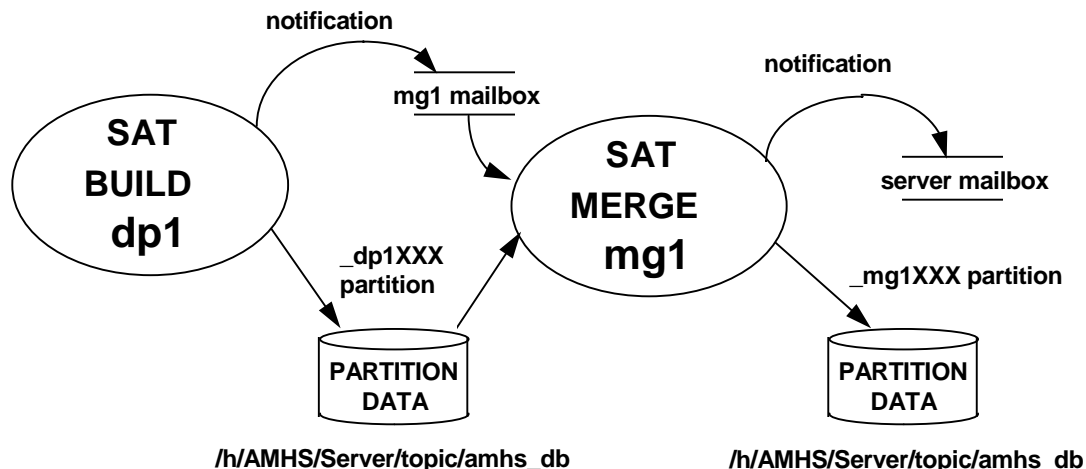 notification
mg1 mailbox
SAT
BUILD
dp1
_dp1XXX
partition
PARTITION
DATA
/h/AMHS/Server/topic/amhs_db
notification
SAT
MERGE
mg1
server mailbox
_mg1XXX partition
PARTITION
DATA
/h/AMHS/Server/topic/amhs_db